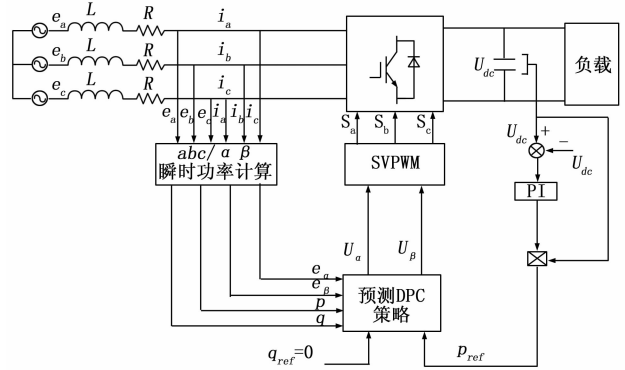 e_a L R i_a
e_b L R i_b
e_c L R i_c
U_dc
负载
e_a e_b e_c i_a i_b i_c
S_a S_b S_c
U_dc + −
U_dc
abc/αβ
瞬时功率计算
SVPWM
PI
U_α U_β
e_α
e_β
p
q
预测DPC
策略
q_ref=0
p_ref